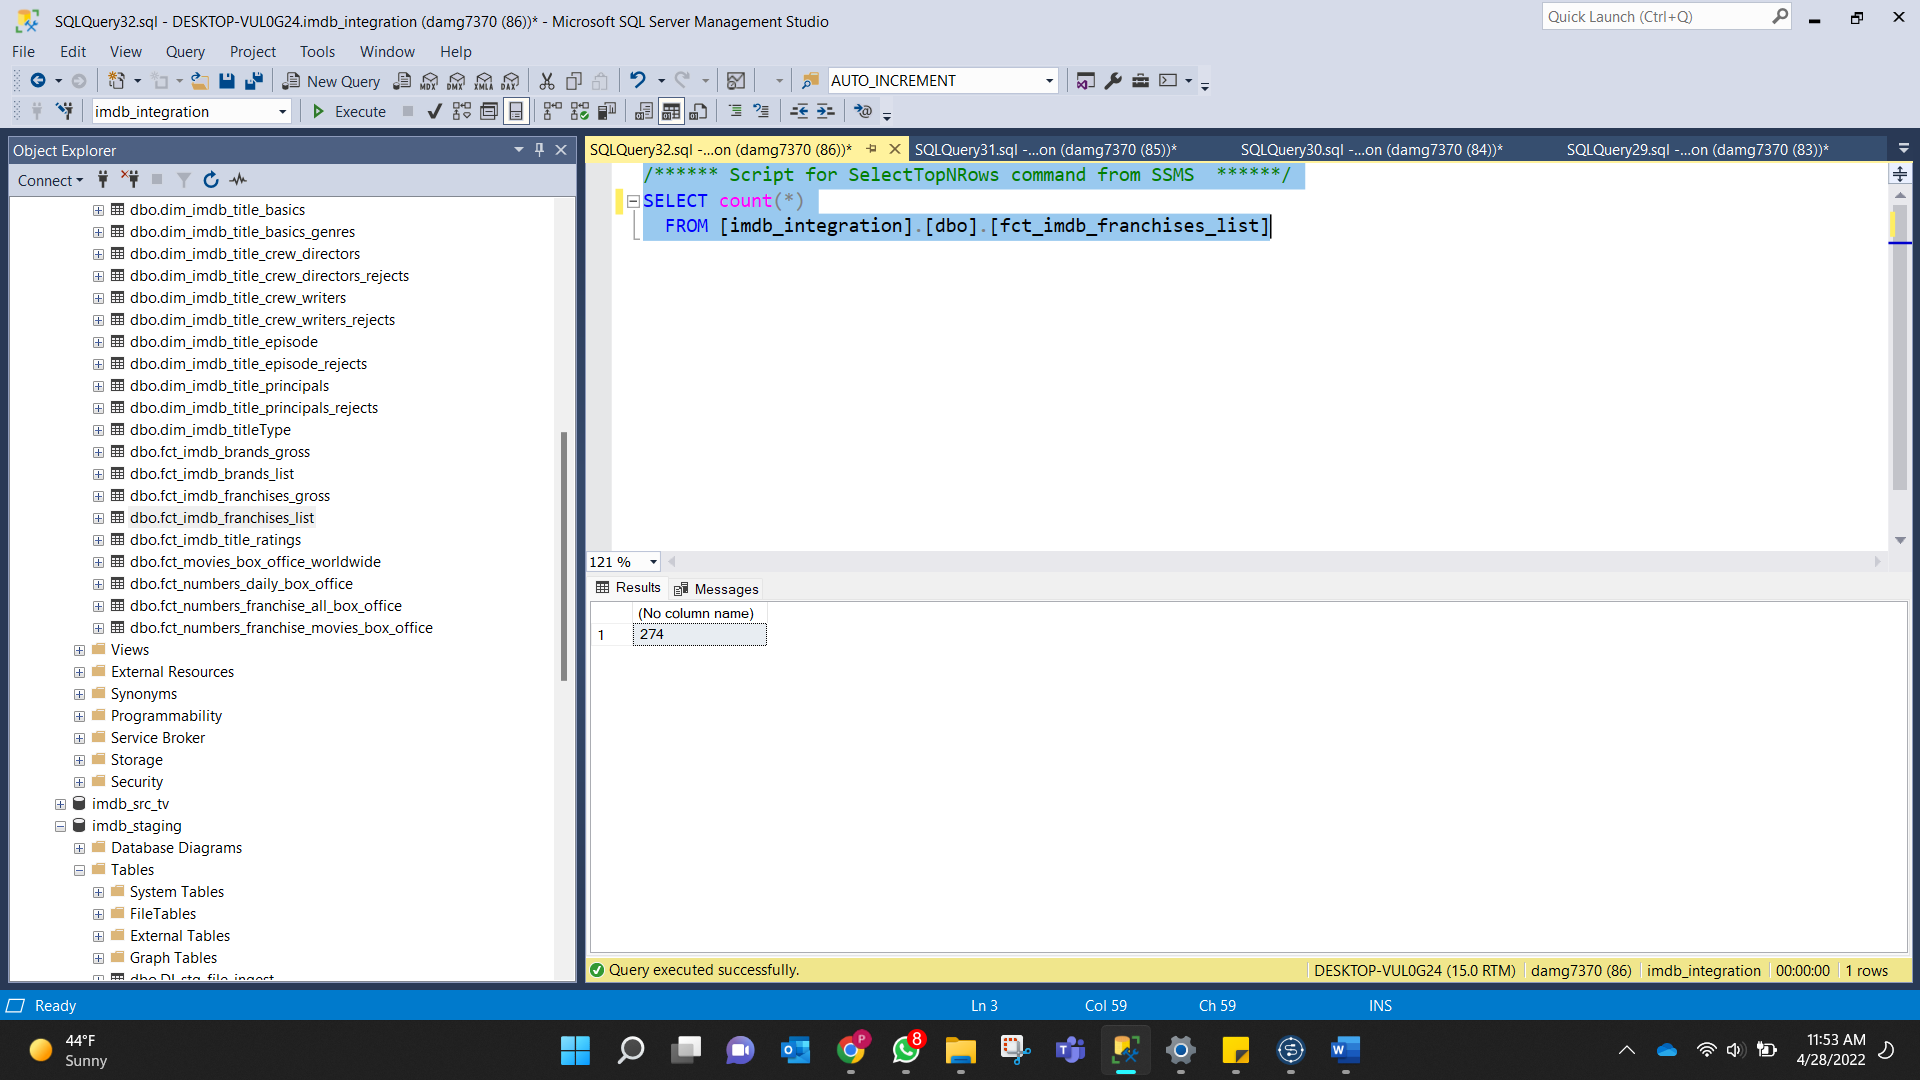 SQLQuery32.sql - DESKTOP-VUL0G24.imdb_integration (damg7370 (86))* - Microsoft SQL Server Management Studio
Quick Launch (Ctrl+Q)
File Edit View Query Project Tools Window Help
New Query MDX DMX XMLA DAX AUTO_INCREMENT
imdb_integration Execute
Object Explorer
Connect
dbo.dim_imdb_title_basics
dbo.dim_imdb_title_basics_genres
dbo.dim_imdb_title_crew_directors
dbo.dim_imdb_title_crew_directors_rejects
dbo.dim_imdb_title_crew_writers
dbo.dim_imdb_title_crew_writers_rejects
dbo.dim_imdb_title_episode
dbo.dim_imdb_title_episode_rejects
dbo.dim_imdb_title_principals
dbo.dim_imdb_title_principals_rejects
dbo.dim_imdb_titleType
dbo.fct_imdb_brands_gross
dbo.fct_imdb_brands_list
dbo.fct_imdb_franchises_gross
dbo.fct_imdb_franchises_list
dbo.fct_imdb_title_ratings
dbo.fct_movies_box_office_worldwide
dbo.fct_numbers_daily_box_office
dbo.fct_numbers_franchise_all_box_office
dbo.fct_numbers_franchise_movies_box_office
Views
External Resources
Synonyms
Programmability
Service Broker
Storage
Security
imdb_src_tv
imdb_staging
Database Diagrams
Tables
System Tables
FileTables
External Tables
Graph Tables
SQLQuery32.sql -...on (damg7370 (86))* SQLQuery31.sql -...on (damg7370 (85))* SQLQuery30.sql -...on (damg7370 (84))* SQLQuery29.sql -...on (damg7370 (83))*
/****** Script for SelectTopNRows command from SSMS ******/
SELECT count(*)
FROM [imdb_integration].[dbo].[fct_imdb_franchises_list]
121 %
Results Messages
(No column name)
1 274
Query executed successfully. DESKTOP-VUL0G24 (15.0 RTM) damg7370 (86) imdb_integration 00:00:00 1 rows
Ready Ln 3 Col 59 Ch 59 INS
44°F
Sunny
P
8
11:53 AM
4/28/2022